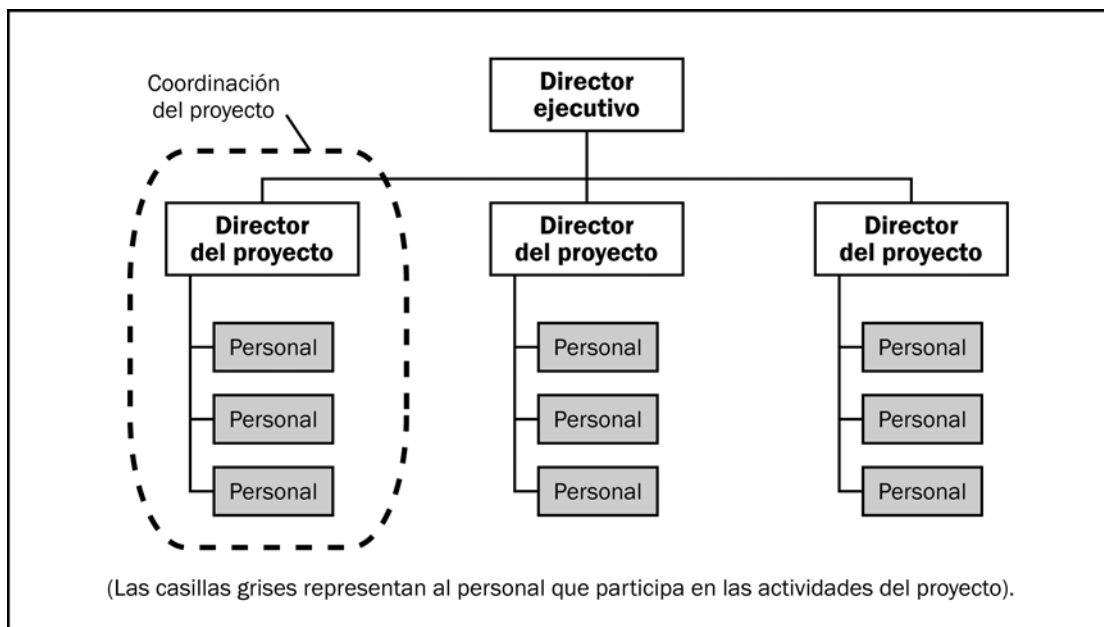 Coordinación
del proyecto
Director
ejecutivo
Director
del proyecto
Director
del proyecto
Director
del proyecto
Personal
Personal
Personal
Personal
Personal
Personal
Personal
Personal
Personal
(Las casillas grises representan al personal que participa en las actividades del proyecto).